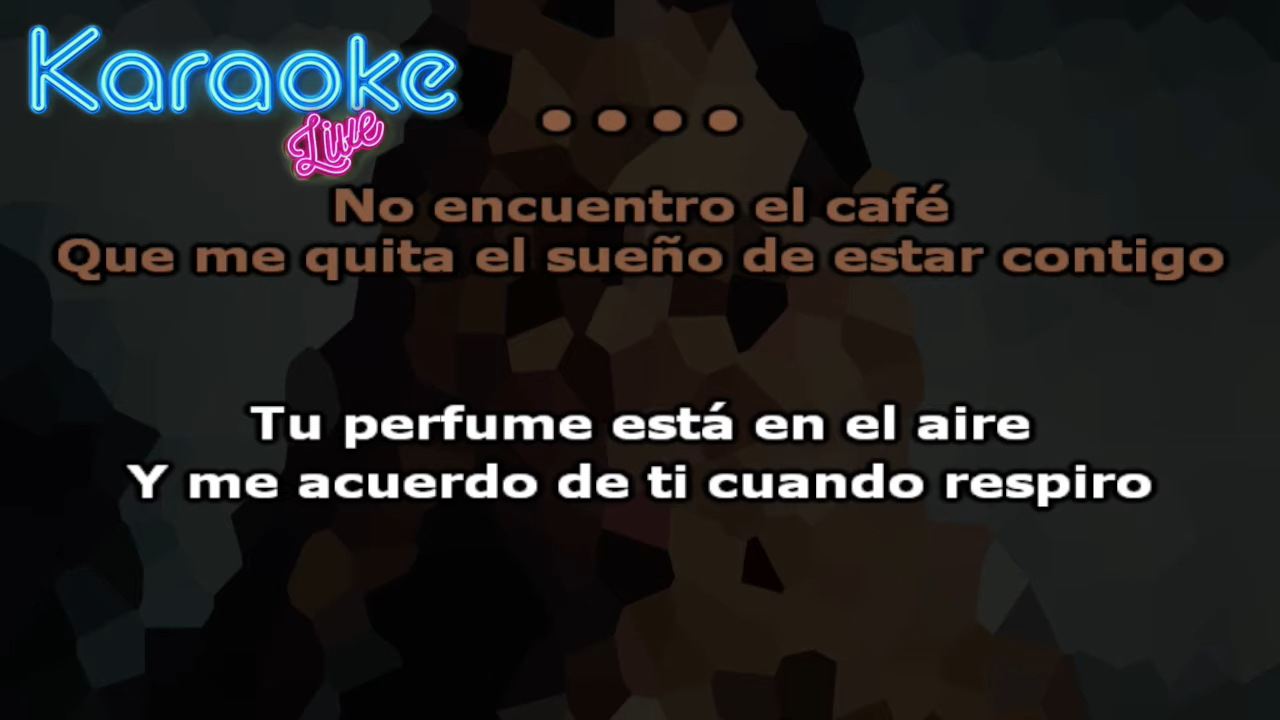 Karaoke
Live
• • • •
No encuentro el café
Que me quita el sueño de estar contigo
Tu perfume está en el aire
Y me acuerdo de ti cuando respiro